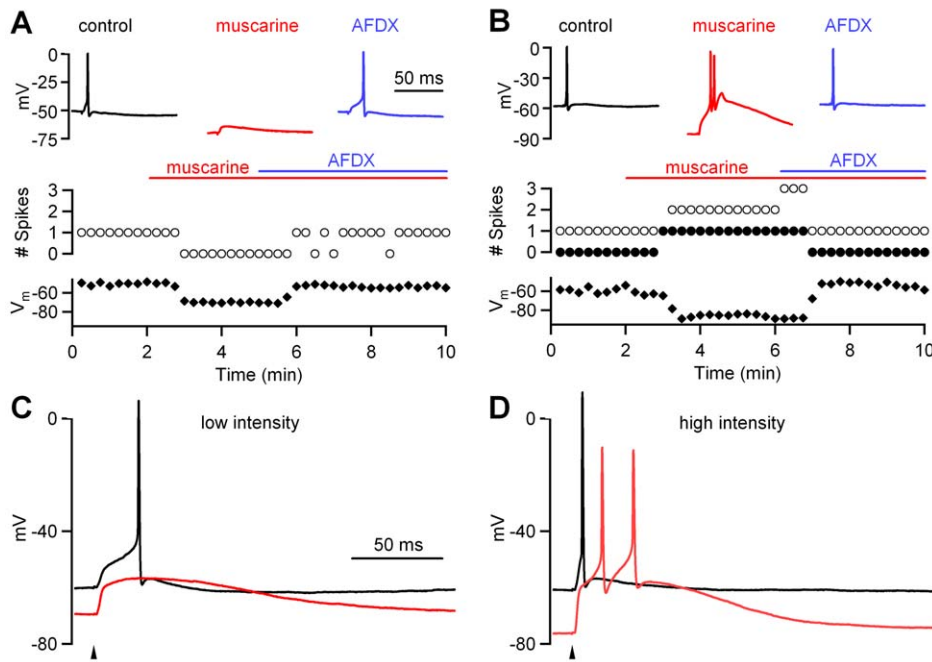 A
control
muscarine
AFDX
0
-25
-50
-75
mV
50 ms
muscarine
AFDX
3
2
1
0
# Spikes
-60
-80
Vm
0
2
4
6
8
10
Time (min)
B
control
muscarine
AFDX
0
-30
-60
-90
mV
muscarine
AFDX
3
2
1
0
# Spikes
-60
-80
Vm
0
2
4
6
8
10
Time (min)
C
low intensity
0
-40
-80
mV
50 ms
D
high intensity
0
-40
-80
mV